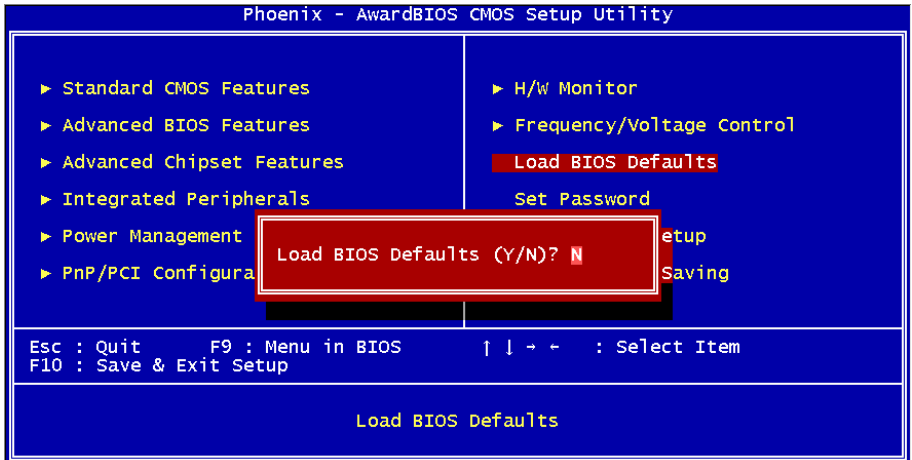 Phoenix - AwardBIOS CMOS Setup Utility
► Standard CMOS Features
► Advanced BIOS Features
► Advanced Chipset Features
► Integrated Peripherals
► Power Management
► PnP/PCI Configura
► H/W Monitor
► Frequency/Voltage Control
Load BIOS Defaults
Set Password
etup
Saving
Load BIOS Defaults (Y/N)? N
Esc : Quit F9 : Menu in BIOS ↑ ↓ → ← : Select Item
F10 : Save & Exit Setup
Load BIOS Defaults